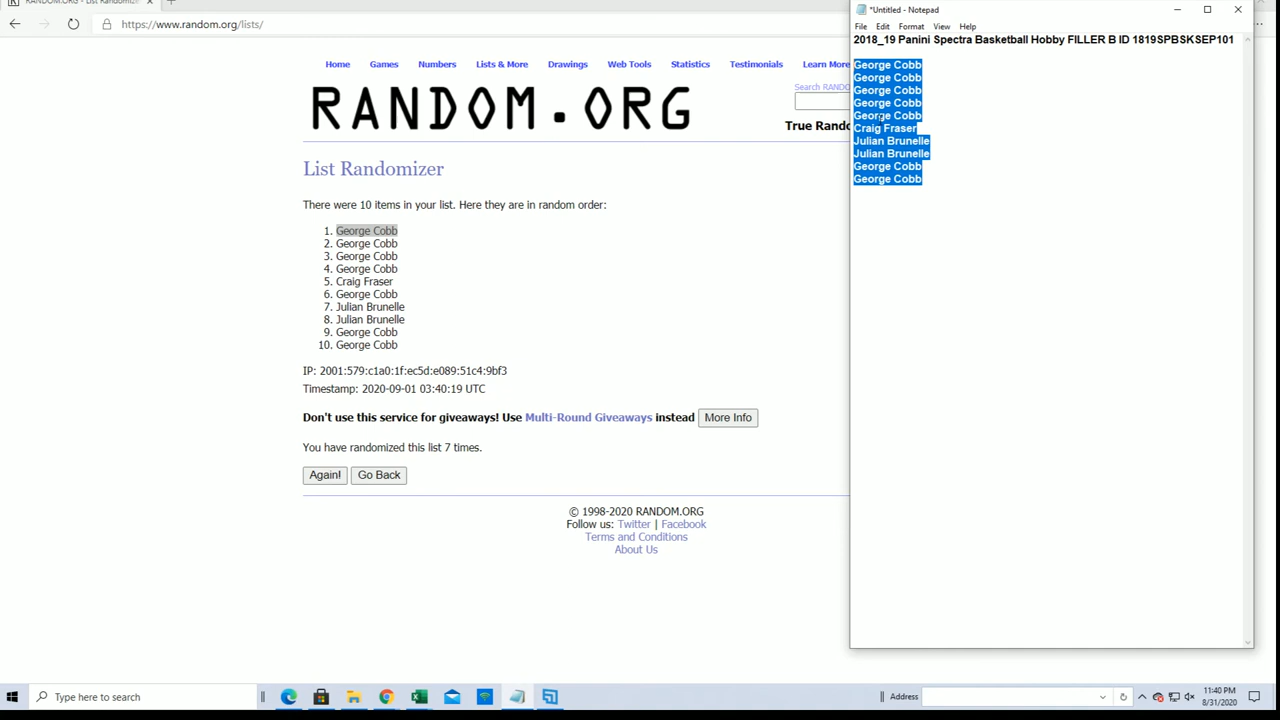 RANDOM.ORG - List Randomiz
https://www.random.org/lists/
Home Games Numbers Lists & More Drawings Web Tools Statistics Testimonials Learn More
Search RANDO
RANDOM.ORG
True Rando
List Randomizer
There were 10 items in your list. Here they are in random order:
1. George Cobb
2. George Cobb
3. George Cobb
4. George Cobb
5. Craig Fraser
6. George Cobb
7. Julian Brunelle
8. Julian Brunelle
9. George Cobb
10. George Cobb
IP: 2001:579:c1a0:1f:ec5d:e089:51c4:9bf3
Timestamp: 2020-09-01 03:40:19 UTC
Don't use this service for giveaways! Use Multi-Round Giveaways instead More Info
You have randomized this list 7 times.
Again! Go Back
© 1998-2020 RANDOM.ORG
Follow us: Twitter | Facebook
Terms and Conditions
About Us
*Untitled - Notepad
File Edit Format View Help
2018_19 Panini Spectra Basketball Hobby FILLER B ID 1819SPBSKSEP101
George Cobb
George Cobb
George Cobb
George Cobb
George Cobb
Craig Fraser
Julian Brunelle
Julian Brunelle
George Cobb
George Cobb
Type here to search
Address
11:40 PM
8/31/2020